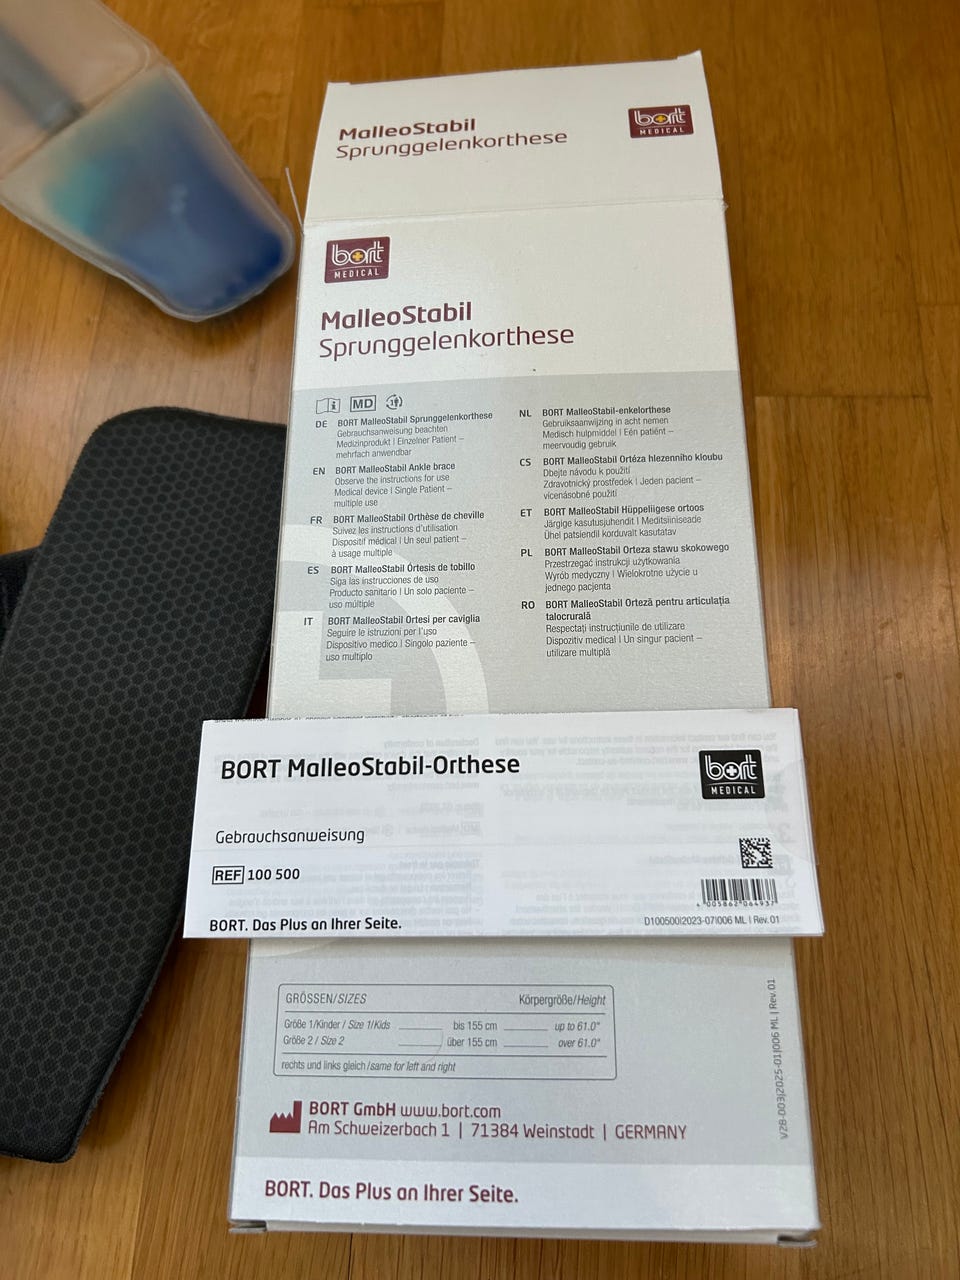 MalleoStabil
Sprunggelenkorthese
bort
MEDICAL
bort
MEDICAL
MalleoStabil
Sprunggelenkorthese
MD
DE BORT MalleoStabil Sprunggelenkorthese
Gebrauchsanweisung beachten
Medizinprodukt | Einzelner Patient –
mehrfach anwendbar
EN BORT MalleoStabil Ankle brace
Observe the instructions for use
Medical device | Single Patient –
multiple use
FR BORT MalleoStabil Orthèse de cheville
Suivez les instructions d'utilisation
Dispositif médical | Un seul patient –
à usage multiple
ES BORT MalleoStabil Órtesis de tobillo
Siga las instrucciones de uso
Producto sanitario | Un solo paciente –
uso múltiple
IT BORT MalleoStabil Ortesi per caviglia
Seguire le istruzioni per l'uso
Dispositivo medico | Singolo paziente –
uso multiplo
NL BORT MalleoStabil-enkelorthese
Gebruiksaanwijzing in acht nemen
Medisch hulpmiddel | Eén patiënt –
meervoudig gebruik
CS BORT MalleoStabil Ortéza hlezenního kloubu
Dbejte návodu k použití
Zdravotnický prostředek | Jeden pacient –
vícenásobné použití
ET BORT MalleoStabil Hüppeliigese ortoos
Järgige kasutusjuhendit | Meditsiiniseade
Ühel patsiendil korduvalt kasutatav
PL BORT MalleoStabil Orteza stawu skokowego
Przestrzegać instrukcji użytkowania
Wyrób medyczny | Wielokrotne użycie u
jednego pacjenta
RO BORT MalleoStabil Orteză pentru articulația
talocrurală
Respectați instrucțiunile de utilizare
Dispozitiv medical | Un singur pacient –
utilizare multiplă
BORT MalleoStabil-Orthese
bort
MEDICAL
Gebrauchsanweisung
REF 100 500
4 005862 064937
BORT. Das Plus an Ihrer Seite.
D100500|2023-07|006 ML | Rev. 01
GRÖSSEN/SIZES Körpergröße/Height
Größe 1/Kinder / Size 1/Kids bis 155 cm up to 61.0"
Größe 2 / Size 2 über 155 cm over 61.0"
rechts und links gleich/same for left and right
VZB-003|2025-01|006 ML | Rev. 01
BORT GmbH www.bort.com
Am Schweizerbach 1 | 71384 Weinstadt | GERMANY
BORT. Das Plus an Ihrer Seite.